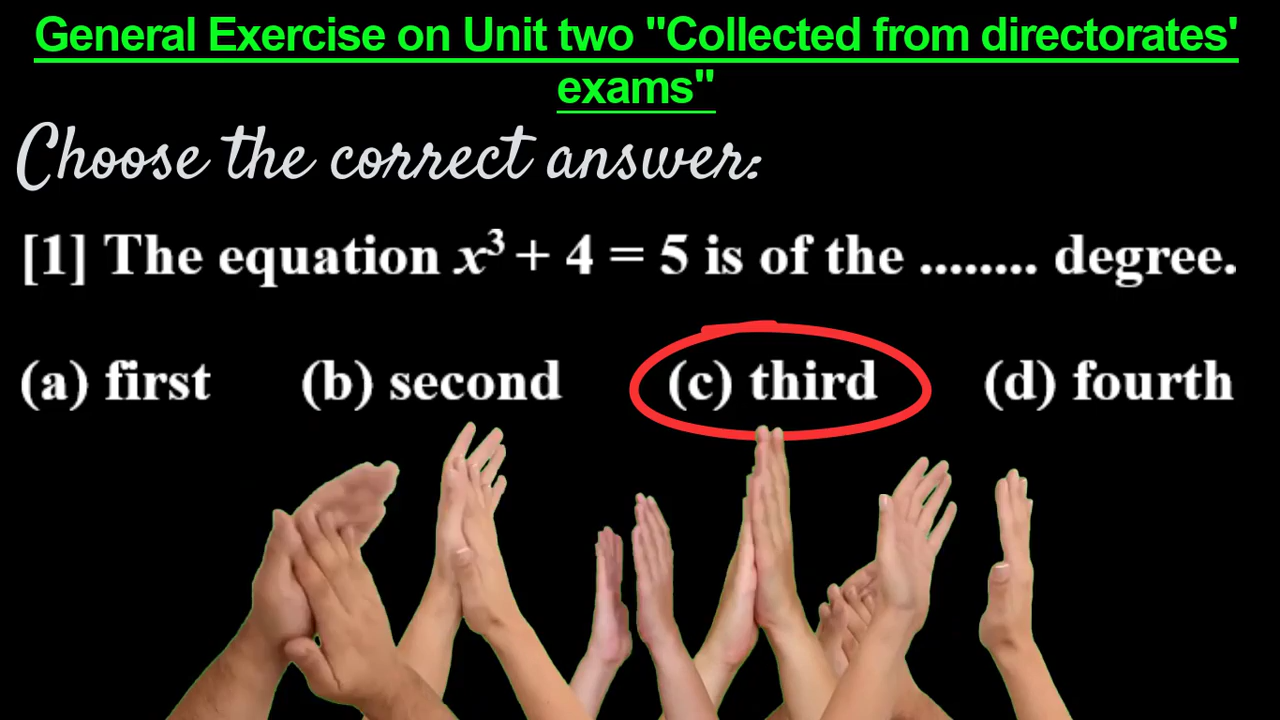 General Exercise on Unit two "Collected from directorates'
exams"
Choose the correct answer:
[1] The equation x³ + 4 = 5 is of the ........ degree.
(a) first (b) second (c) third (d) fourth